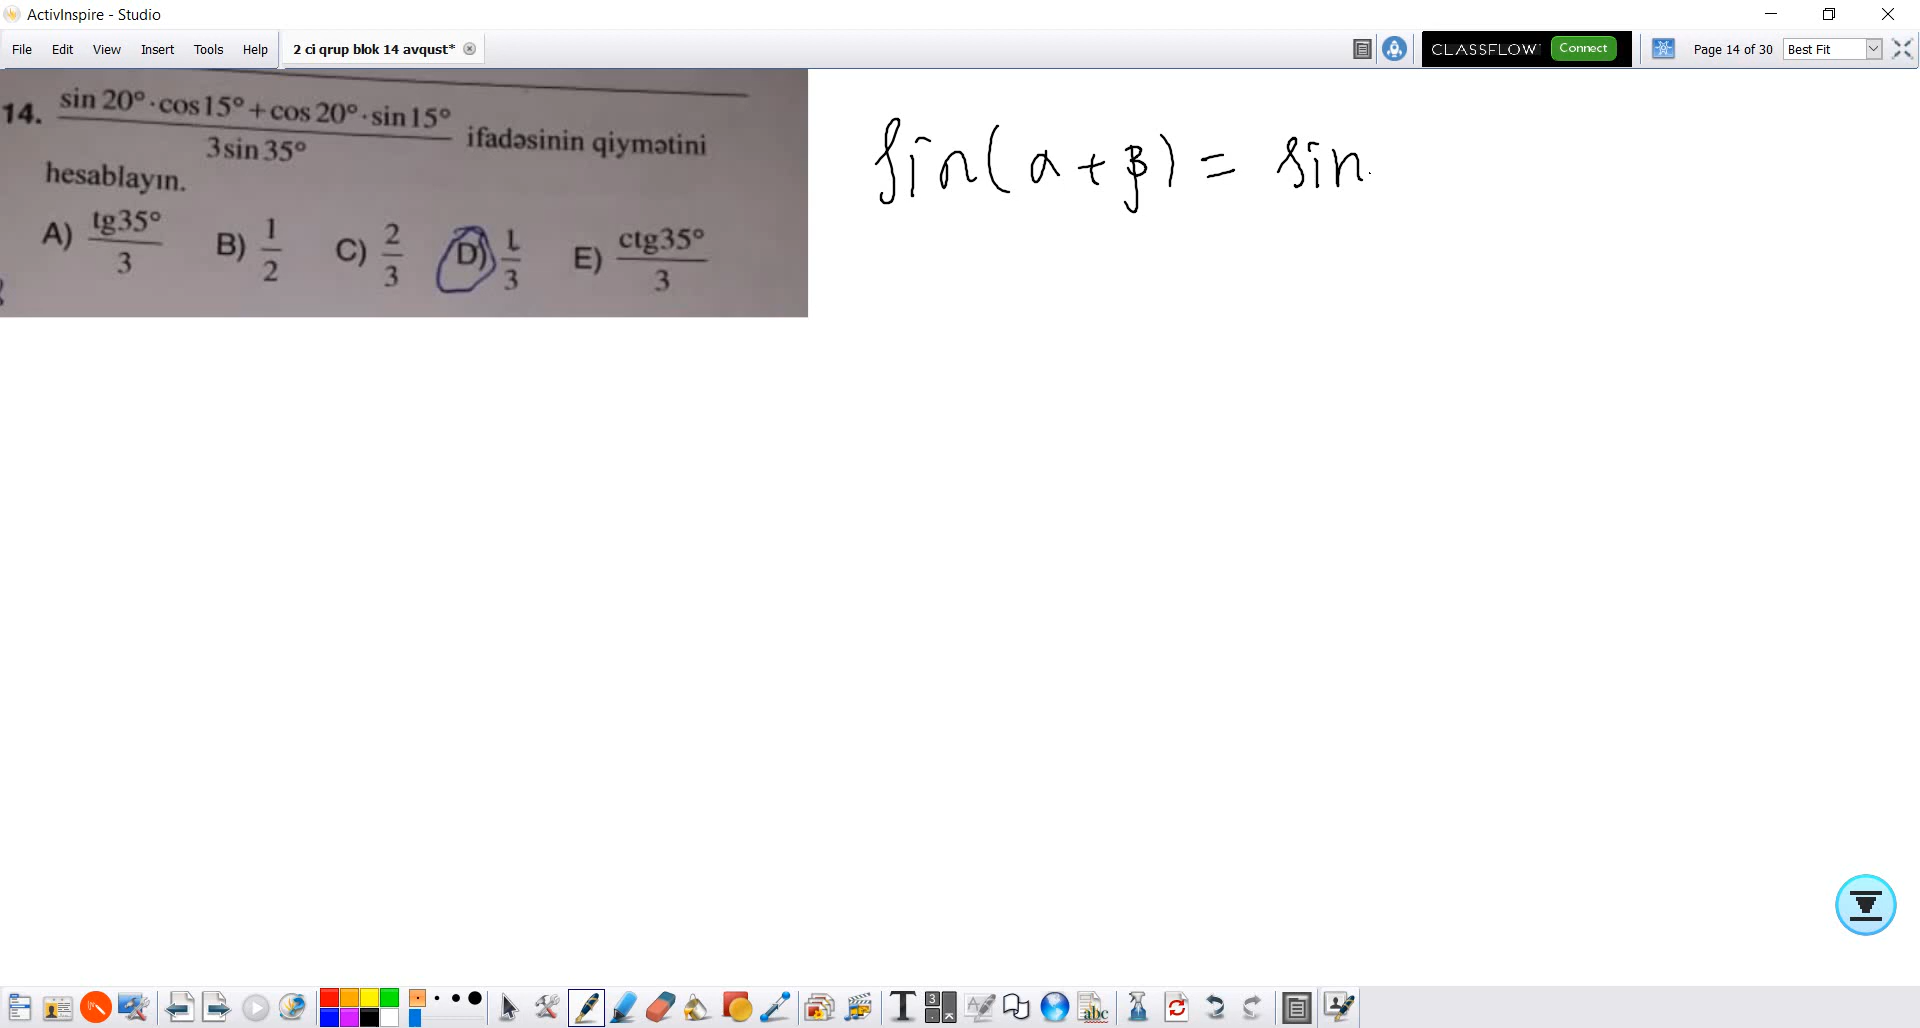 ActivInspire - Studio
File Edit View Insert Tools Help 2 ci qrup blok 14 avqust* CLASSFLOW Connect Page 14 of 30 Best Fit
14. sin 20° · cos 15° + cos 20° · sin 15° / 3 sin 35° ifadəsinin qiymətini
hesablayın.
A) tg35°/3 B) 1/2 C) 2/3 D) 1/3 E) ctg35°/3
sin(α+β) = sin